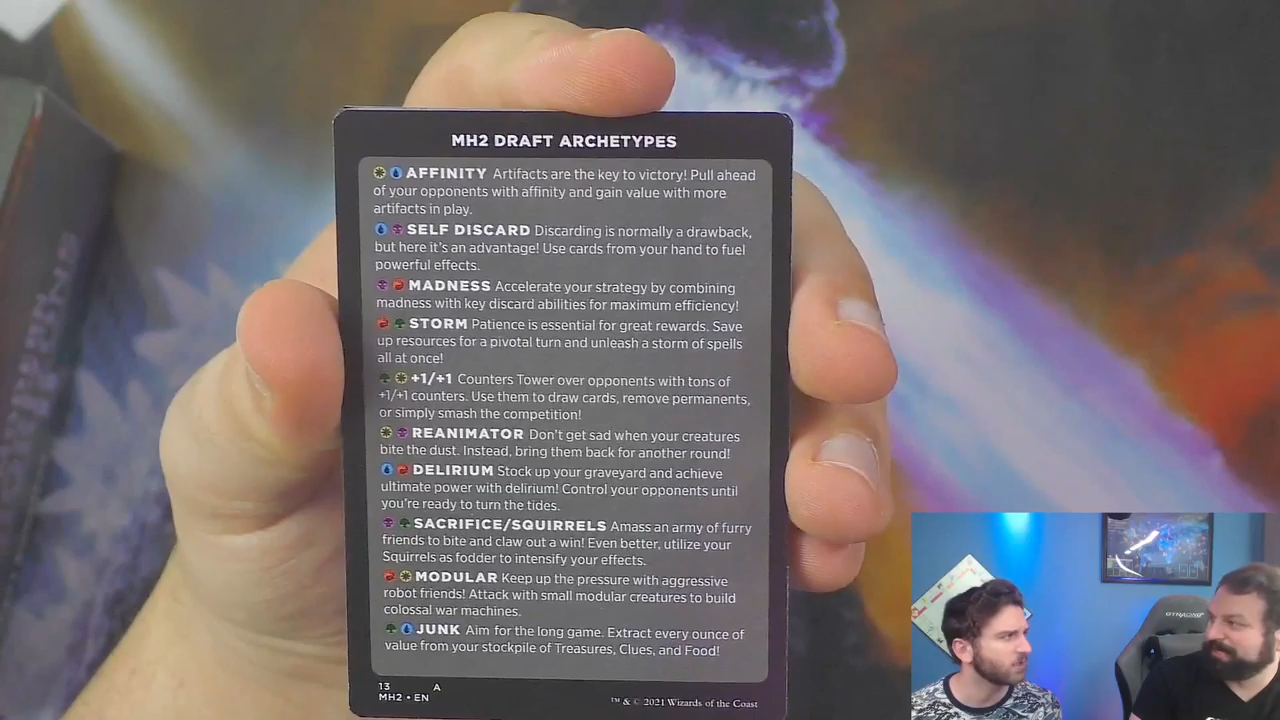 MH2 DRAFT ARCHETYPES
AFFINITY Artifacts are the key to victory! Pull ahead
of your opponents with affinity and gain value with more
artifacts in play.
SELF DISCARD Discarding is normally a drawback,
but here it's an advantage! Use cards from your hand to fuel
powerful effects.
MADNESS Accelerate your strategy by combining
madness with key discard abilities for maximum efficiency!
STORM Patience is essential for great rewards. Save
up resources for a pivotal turn and unleash a storm of spells
all at once!
+1/+1 Counters Tower over opponents with tons of
+1/+1 counters. Use them to draw cards, remove permanents,
or simply smash the competition!
REANIMATOR Don't get sad when your creatures
bite the dust. Instead, bring them back for another round!
DELIRIUM Stock up your graveyard and achieve
ultimate power with delirium! Control your opponents until
you're ready to turn the tides.
SACRIFICE/SQUIRRELS Amass an army of furry
friends to bite and claw out a win! Even better, utilize your
Squirrels as fodder to intensify your effects.
MODULAR Keep up the pressure with aggressive
robot friends! Attack with small modular creatures to build
colossal war machines.
JUNK Aim for the long game. Extract every ounce of
value from your stockpile of Treasures, Clues, and Food!
13 A
MH2 • EN
™ & © 2021 Wizards of the Coast
GTRACING